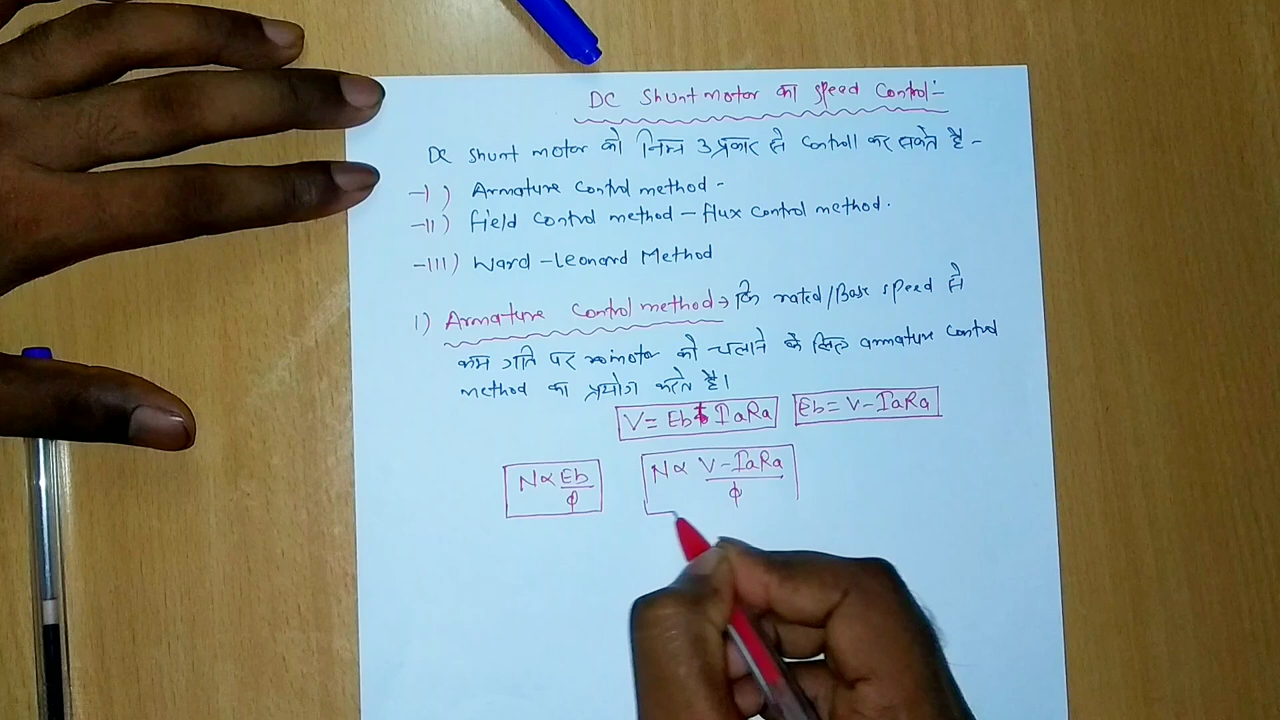 DC Shunt Motor का Speed Control:-
DC Shunt motor को निम्न 3 प्रकार से Controll कर सकते है -
-I) Armature Control method -
-II) field Control method - flux Control method.
-III) Ward - Leonard Method
1) Armature Control method → कि rated/Base speed से
कम गति पर motor को चलाने के लिए armature Control
method का प्रयोग करते है।
V = Eb + IaRa Eb = V - IaRa
N ∝ Eb/ϕ N ∝ V - IaRa/ϕ